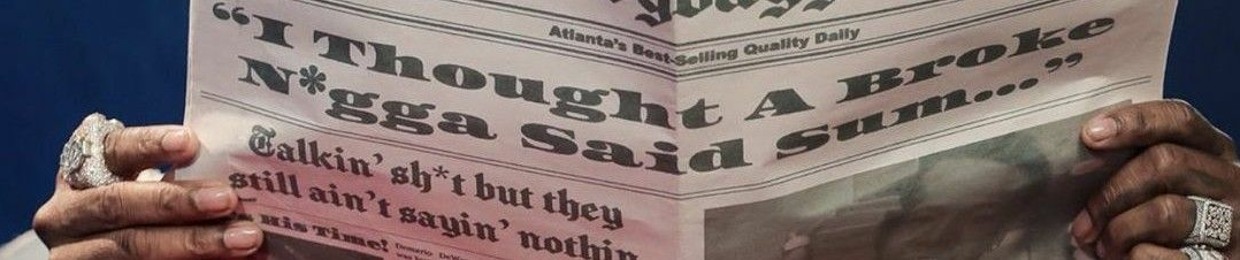 Atlanta's Best-Selling Quality Daily
“I Thought A Broke
N*gga Said Sum...”
Talkin' sh*t but they
still ain't sayin' nothin
His Time!